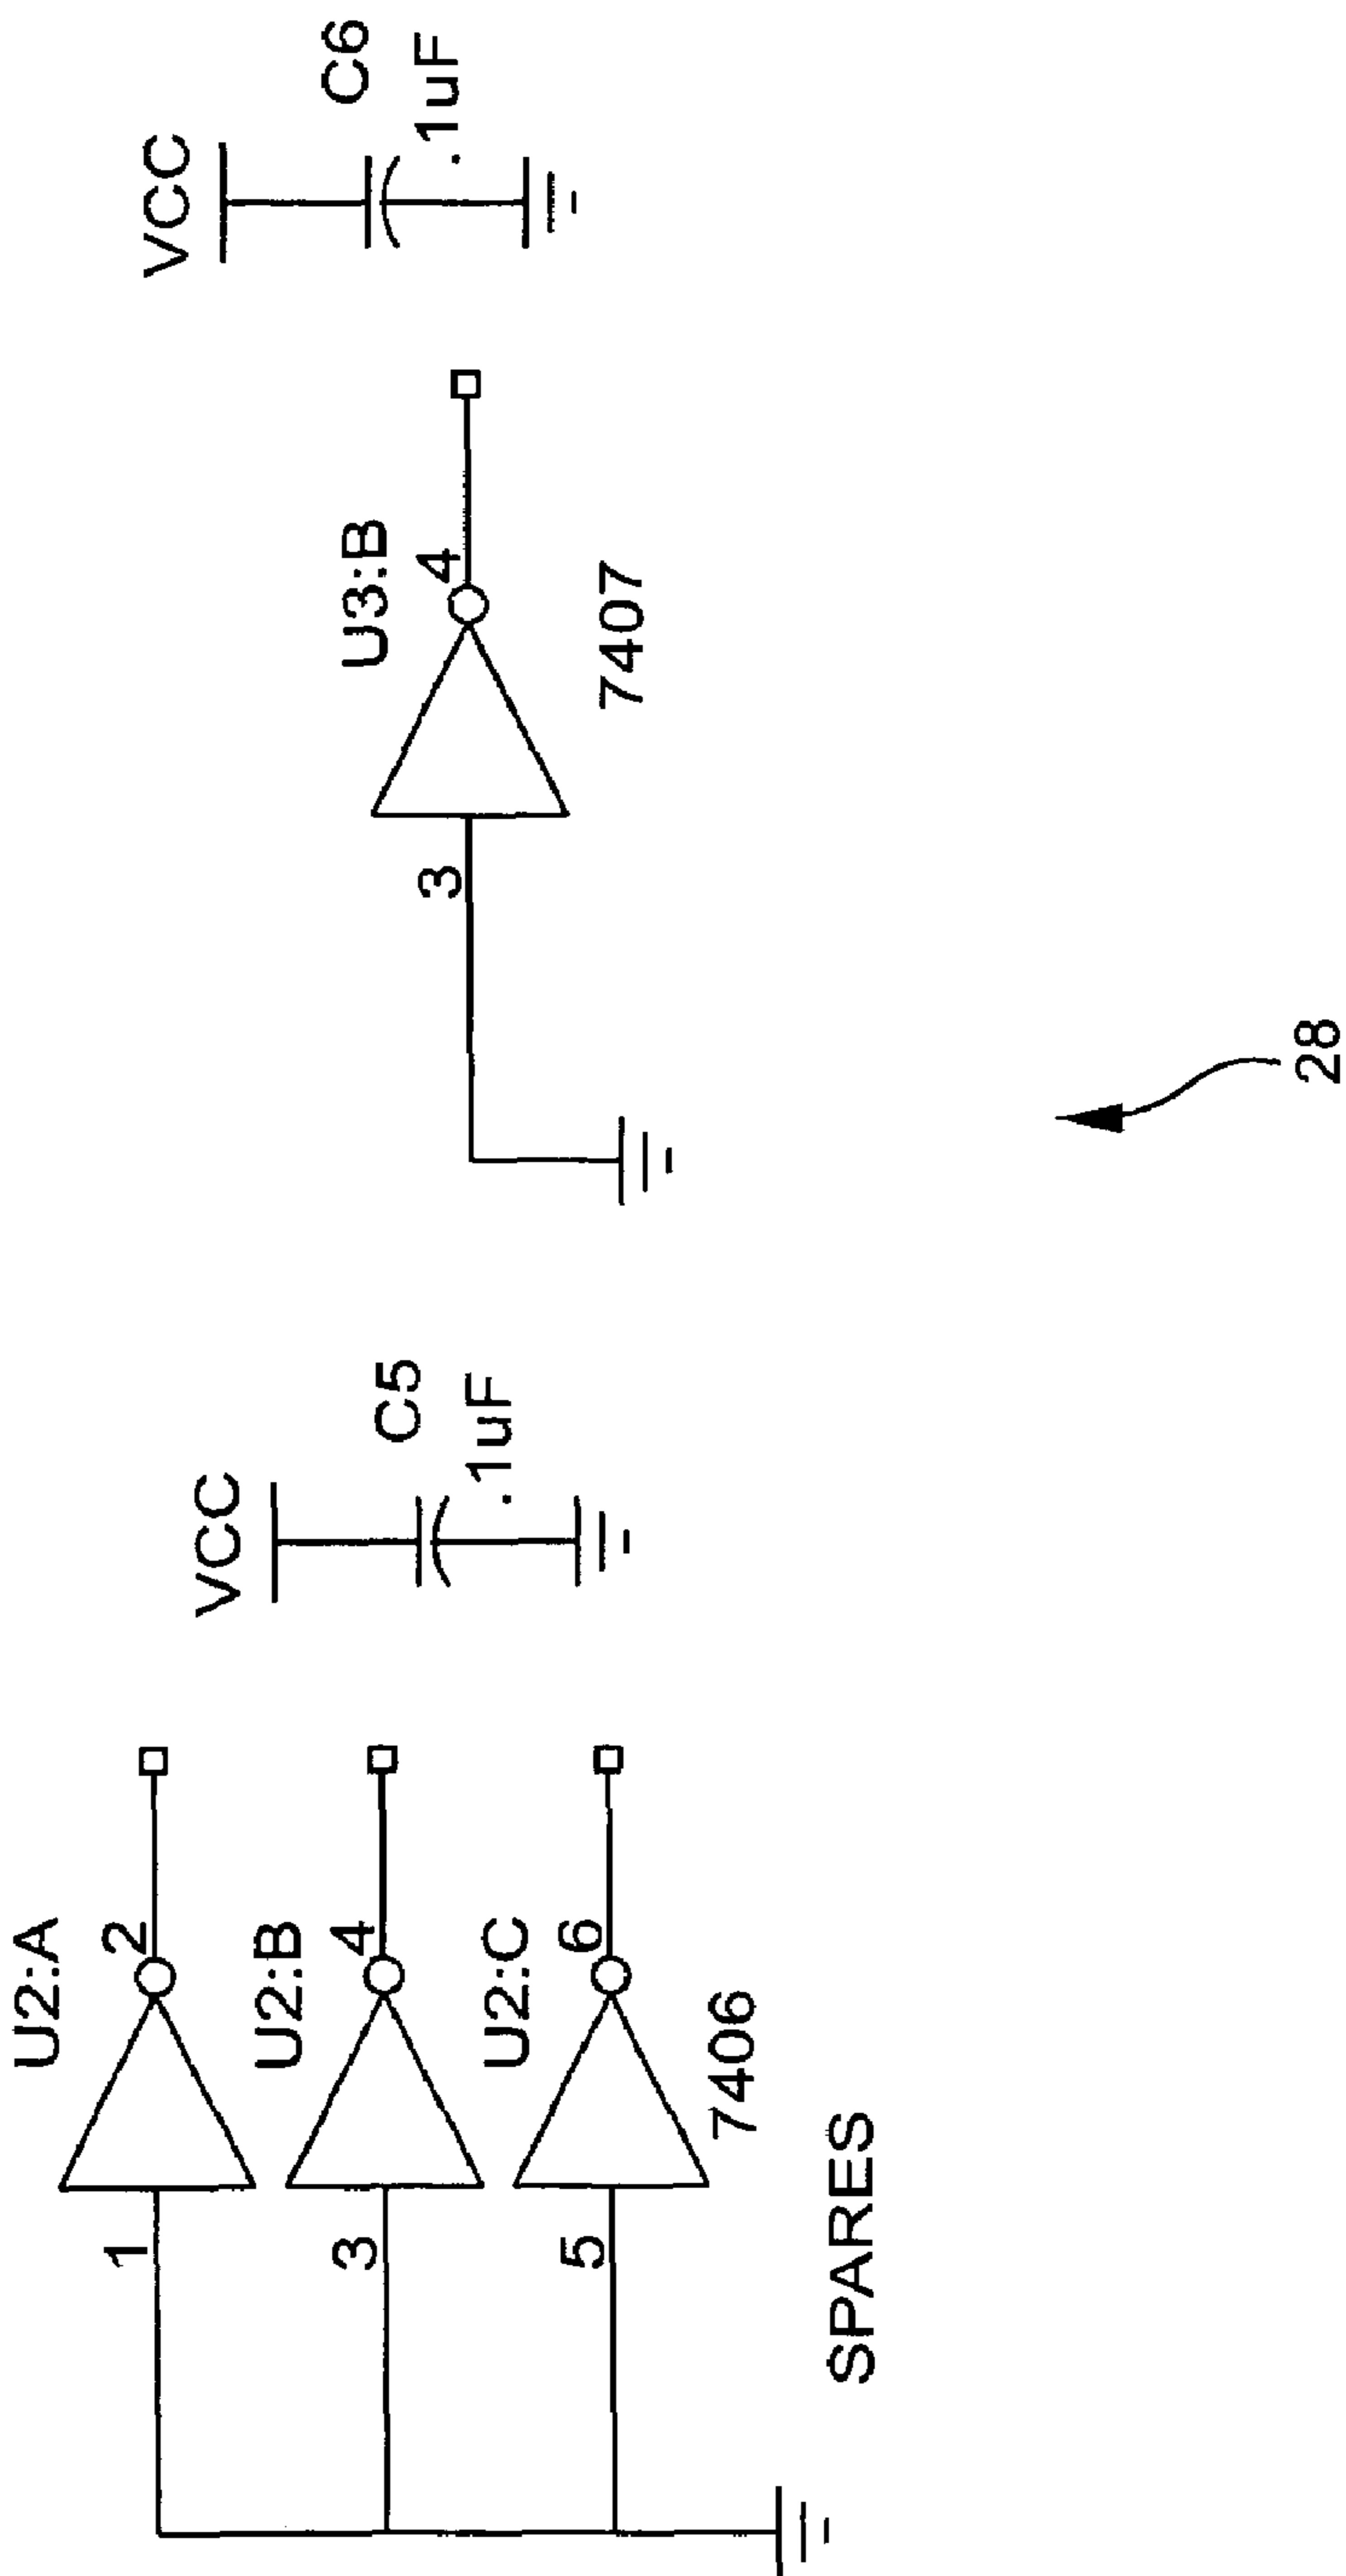 U2:A
1
2
U2:B
3
4
U2:C
5
6
7406
SPARES
VCC
C5
.1uF
U3:B
3
4
7407
VCC
C6
.1uF
28